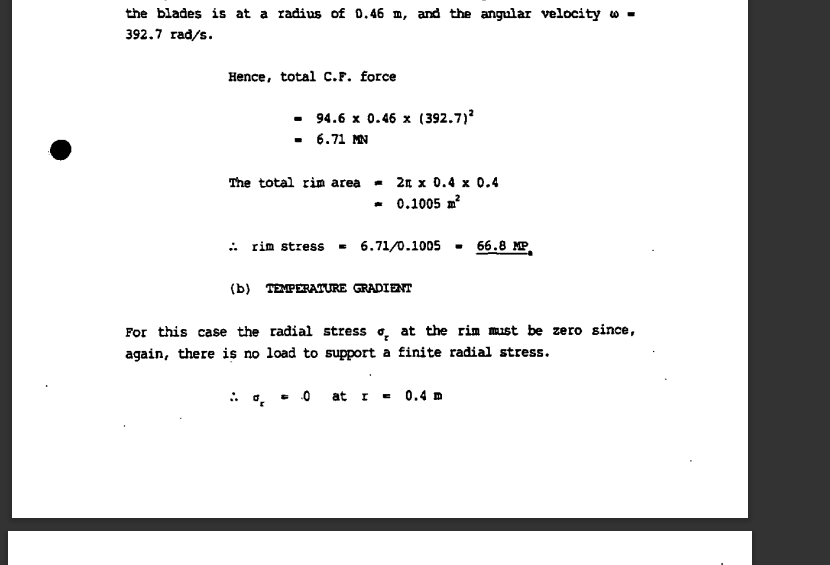 the blades is at a radius of 0.46 m, and the angular velocity ω =
392.7 rad/s.
Hence, total C.F. force
= 94.6 x 0.46 x (392.7)²
= 6.71 MN
The total rim area = 2π x 0.4 x 0.4
= 0.1005 m²
∴ rim stress = 6.71/0.1005 = 66.8 MPa
(b) TEMPERATURE GRADIENT
For this case the radial stress σr at the rim must be zero since,
again, there is no load to support a finite radial stress.
∴ σr = 0 at r = 0.4 m